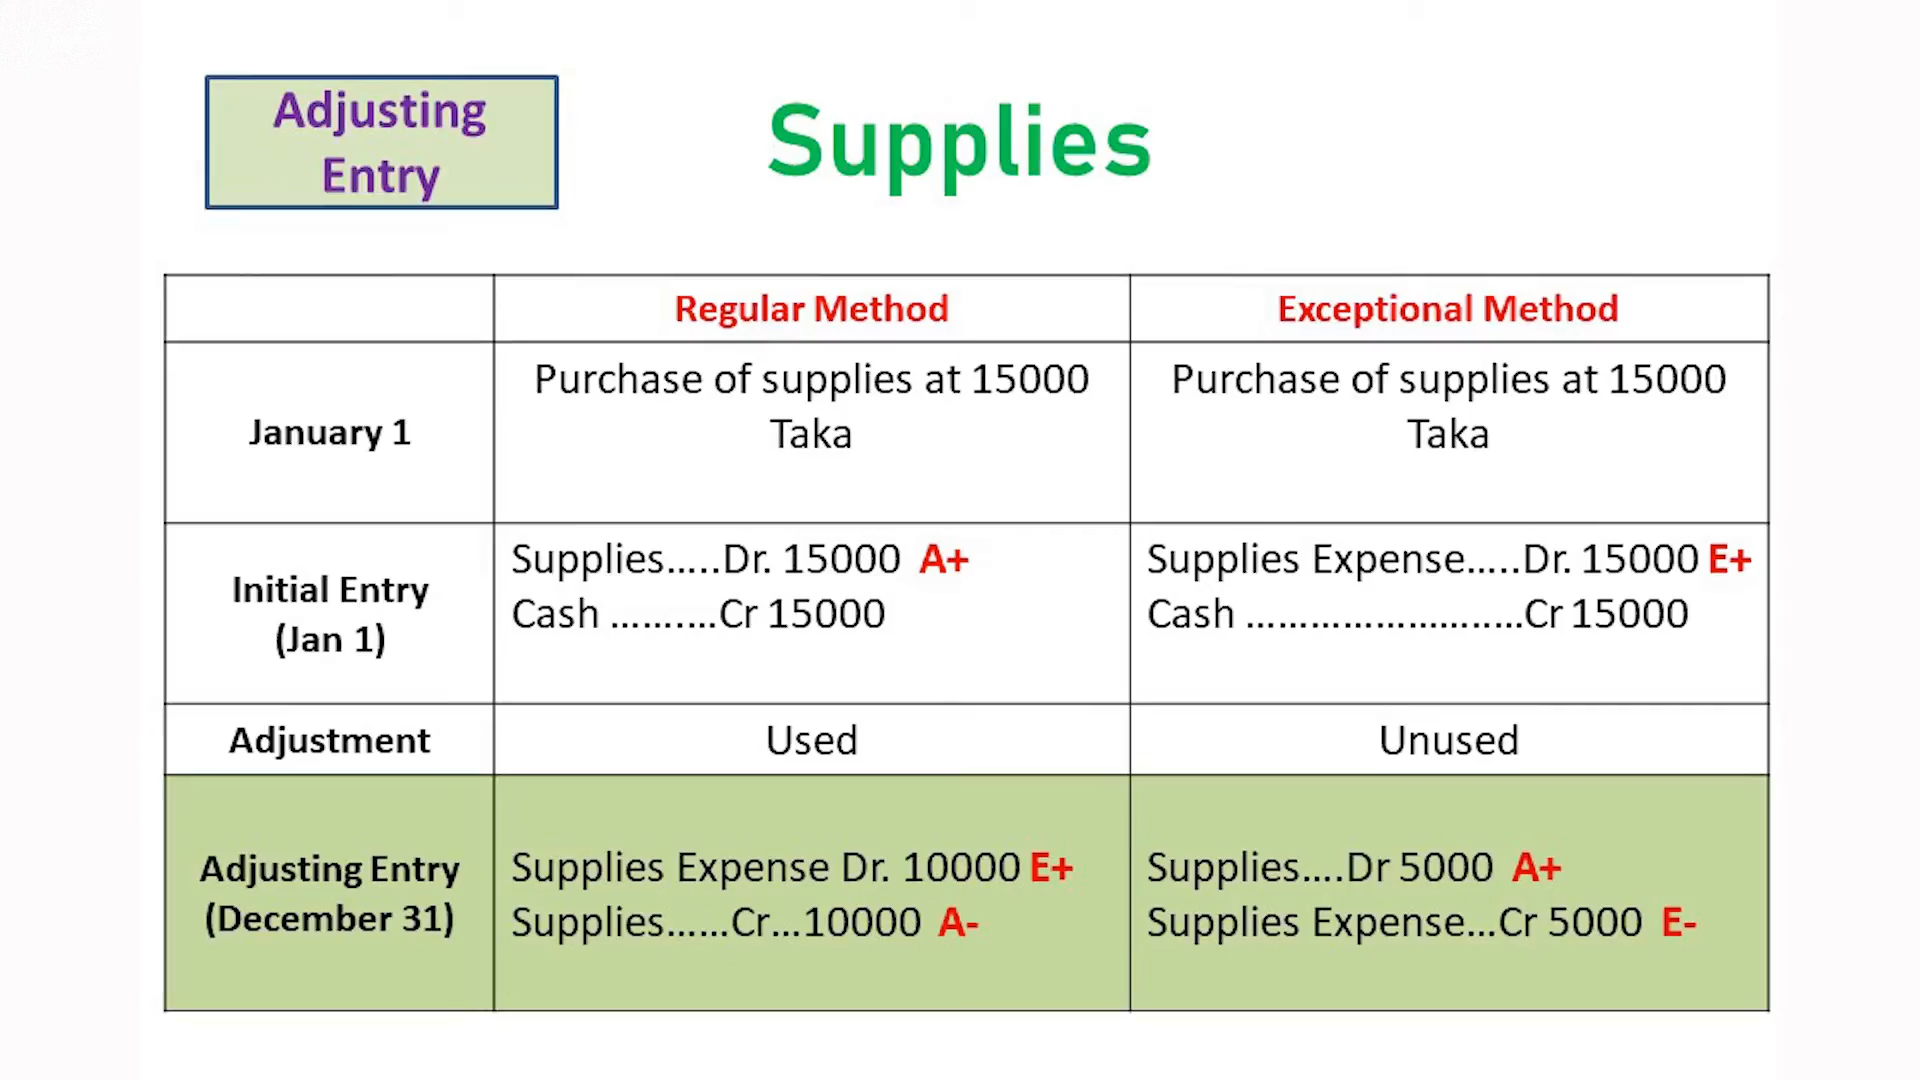 Adjusting
Entry
Supplies
Regular Method
Exceptional Method
January 1
Purchase of supplies at 15000
Taka
Purchase of supplies at 15000
Taka
Initial Entry
(Jan 1)
Supplies.....Dr. 15000 A+
Cash ..........Cr 15000
Supplies Expense.....Dr. 15000 E+
Cash ..........................Cr 15000
Adjustment
Used
Unused
Adjusting Entry
(December 31)
Supplies Expense Dr. 10000 E+
Supplies......Cr...10000 A-
Supplies....Dr 5000 A+
Supplies Expense...Cr 5000 E-